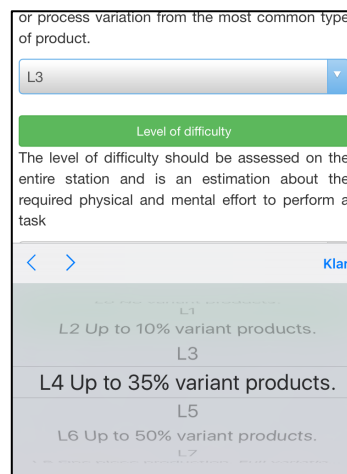 or process variation from the most common type
of product.
L3
Level of difficulty
The level of difficulty should be assessed on the
entire station and is an estimation about the
required physical and mental effort to perform a
task
Klar
L1
L2 Up to 10% variant products.
L3
L4 Up to 35% variant products.
L5
L6 Up to 50% variant products.
L7